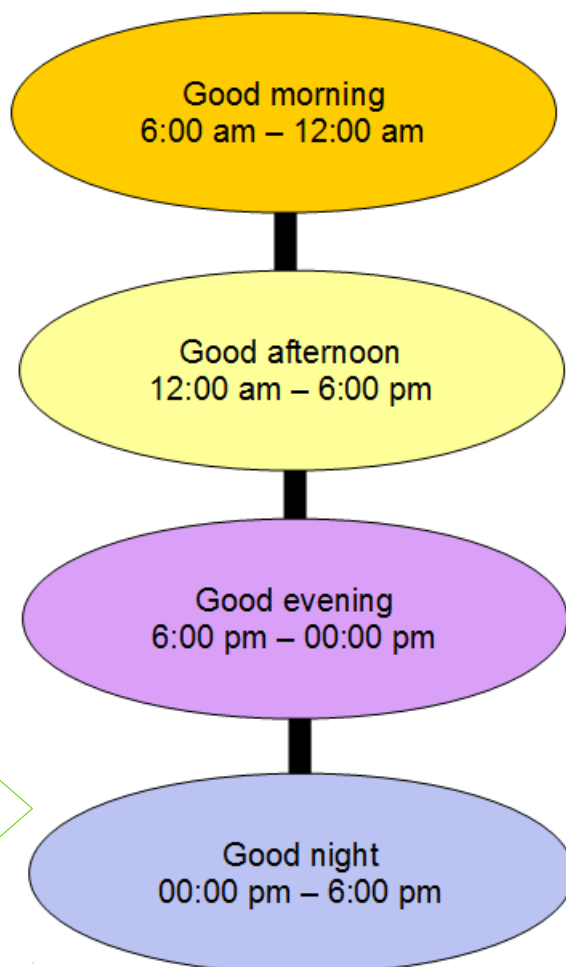 Good morning
6:00 am – 12:00 am
Good afternoon
12:00 am – 6:00 pm
Good evening
6:00 pm – 00:00 pm
Good night
00:00 pm – 6:00 pm